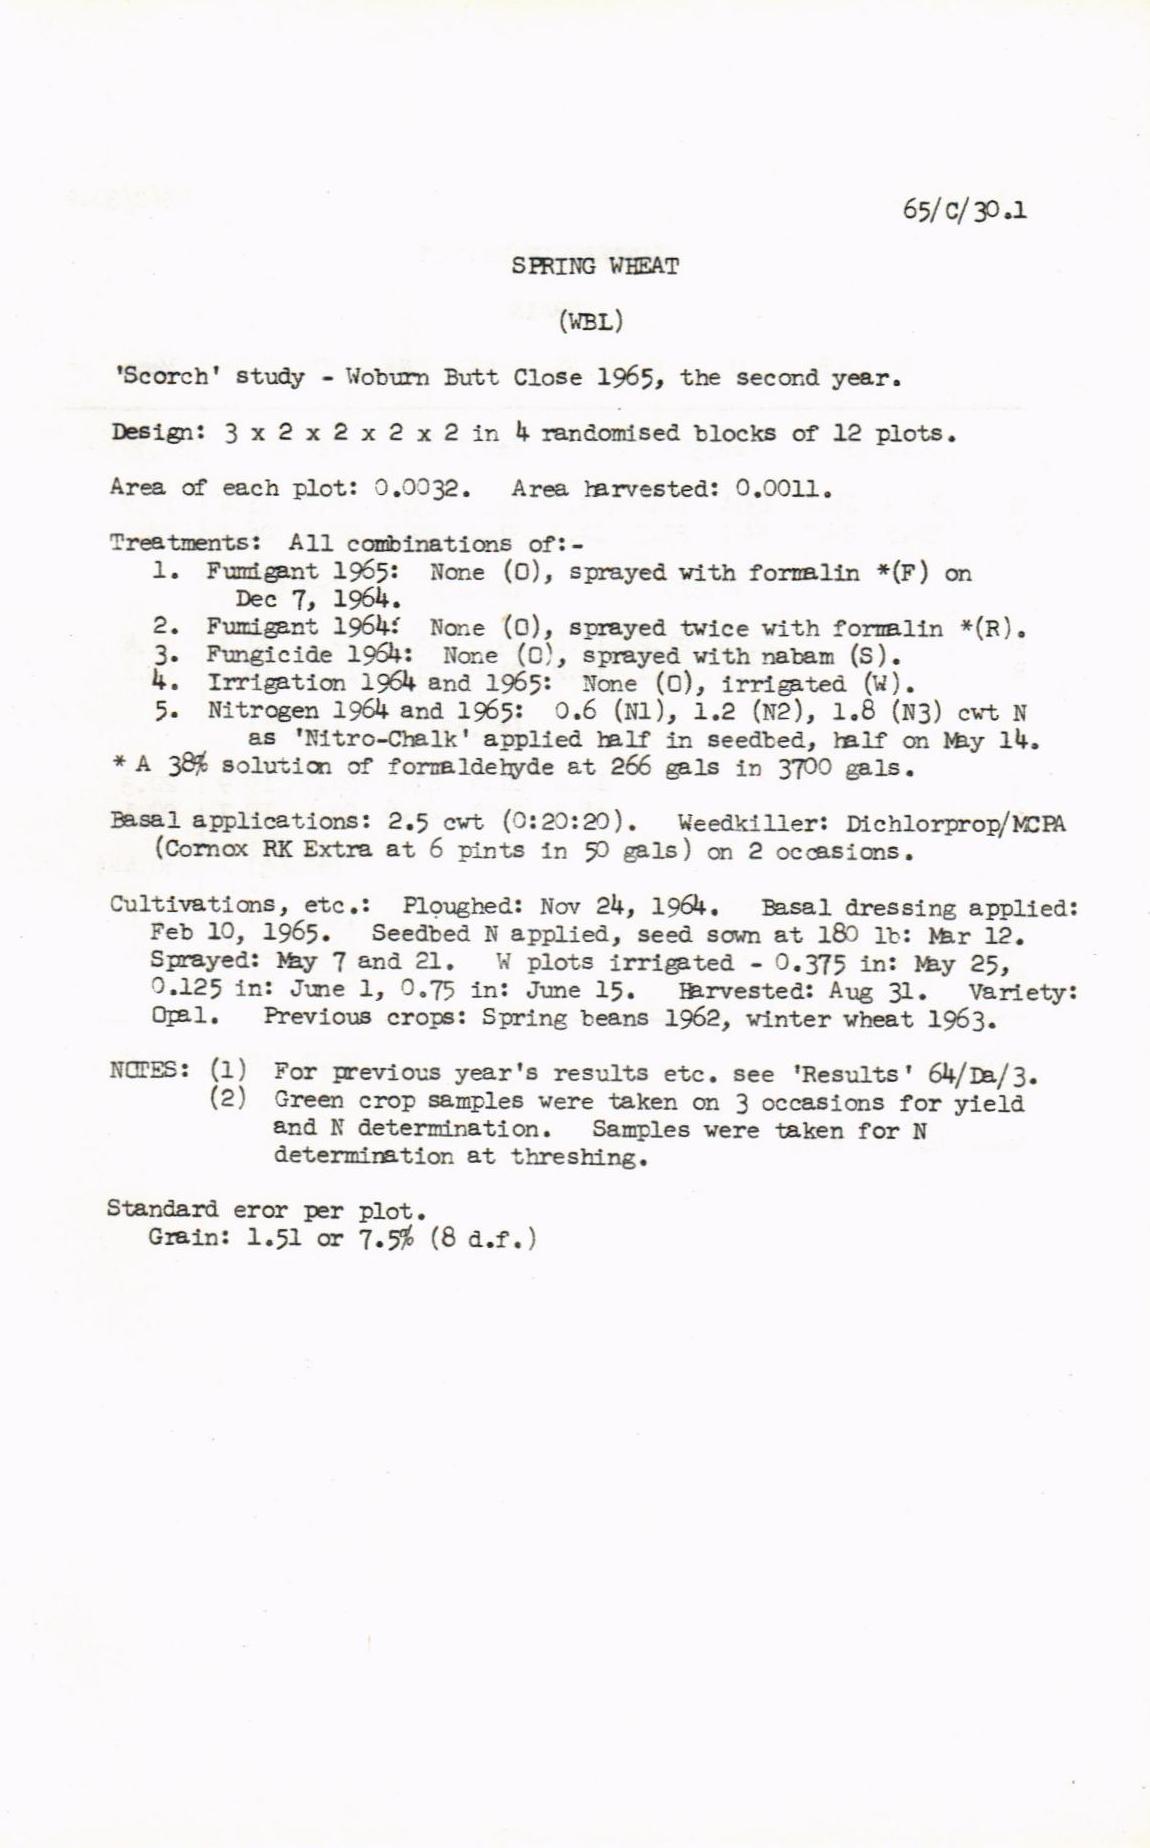 65/C/30.1
SPRING WHEAT
(WBL)
'Scorch' study - Woburn Butt Close 1965, the second year.
Design: 3 x 2 x 2 x 2 x 2 in 4 randomised blocks of 12 plots.
Area of each plot: 0.0032. Area harvested: 0.0011.
Treatments: All combinations of:-
1. Fumigant 1965: None (O), sprayed with formalin *(F) on
Dec 7, 1964.
2. Fumigant 1964: None (O), sprayed twice with formalin *(R).
3. Fungicide 1964: None (O), sprayed with nabam (S).
4. Irrigation 1964 and 1965: None (O), irrigated (W).
5. Nitrogen 1964 and 1965: 0.6 (N1), 1.2 (N2), 1.8 (N3) cwt N
as 'Nitro-Chalk' applied half in seedbed, half on May 14.
* A 38% solution of formaldehyde at 266 gals in 3700 gals.
Basal applications: 2.5 cwt (0:20:20). Weedkiller: Dichlorprop/MCPA
(Cornox RK Extra at 6 pints in 50 gals) on 2 occasions.
Cultivations, etc.: Ploughed: Nov 24, 1964. Basal dressing applied:
Feb 10, 1965. Seedbed N applied, seed sown at 180 lb: Mar 12.
Sprayed: May 7 and 21. W plots irrigated - 0.375 in: May 25,
0.125 in: June 1, 0.75 in: June 15. Harvested: Aug 31. Variety:
Opal. Previous crops: Spring beans 1962, winter wheat 1963.
NOTES: (1) For previous year's results etc. see 'Results' 64/Da/3.
(2) Green crop samples were taken on 3 occasions for yield
and N determination. Samples were taken for N
determination at threshing.
Standard eror per plot.
Grain: 1.51 or 7.5% (8 d.f.)